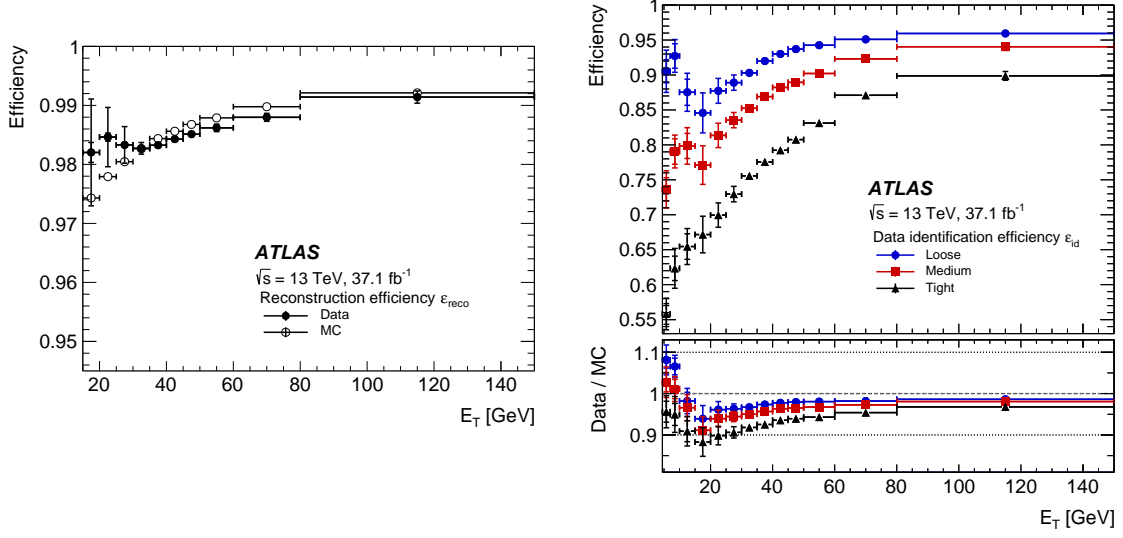 Efficiency
1
0.99
0.98
0.97
0.96
0.95
ATLAS
√s = 13 TeV, 37.1 fb⁻¹
Reconstruction efficiency ε_reco
Data
MC
20 40 60 80 100 120 140
E_T [GeV]
Efficiency
1
0.95
0.9
0.85
0.8
0.75
0.7
0.65
0.6
0.55
ATLAS
√s = 13 TeV, 37.1 fb⁻¹
Data identification efficiency ε_id
Loose
Medium
Tight
Data / MC
1.1
1
0.9
20 40 60 80 100 120 140
E_T [GeV]